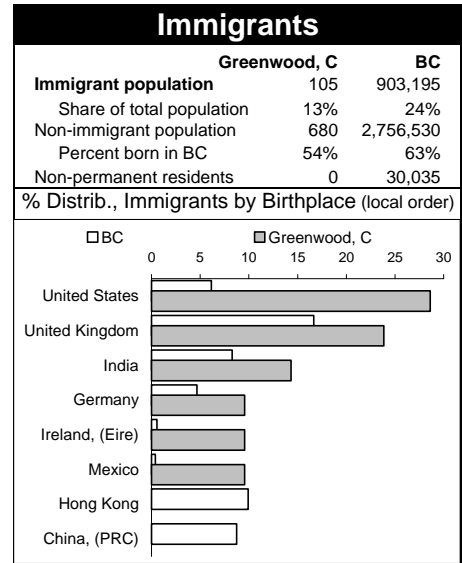 Immigrants
Greenwood, C BC
Immigrant population 105 903,195
Share of total population 13% 24%
Non-immigrant population 680 2,756,530
Percent born in BC 54% 63%
Non-permanent residents 0 30,035
% Distrib., Immigrants by Birthplace (local order)
BC Greenwood, C
0 5 10 15 20 25 30
United States
United Kingdom
India
Germany
Ireland, (Eire)
Mexico
Hong Kong
China, (PRC)